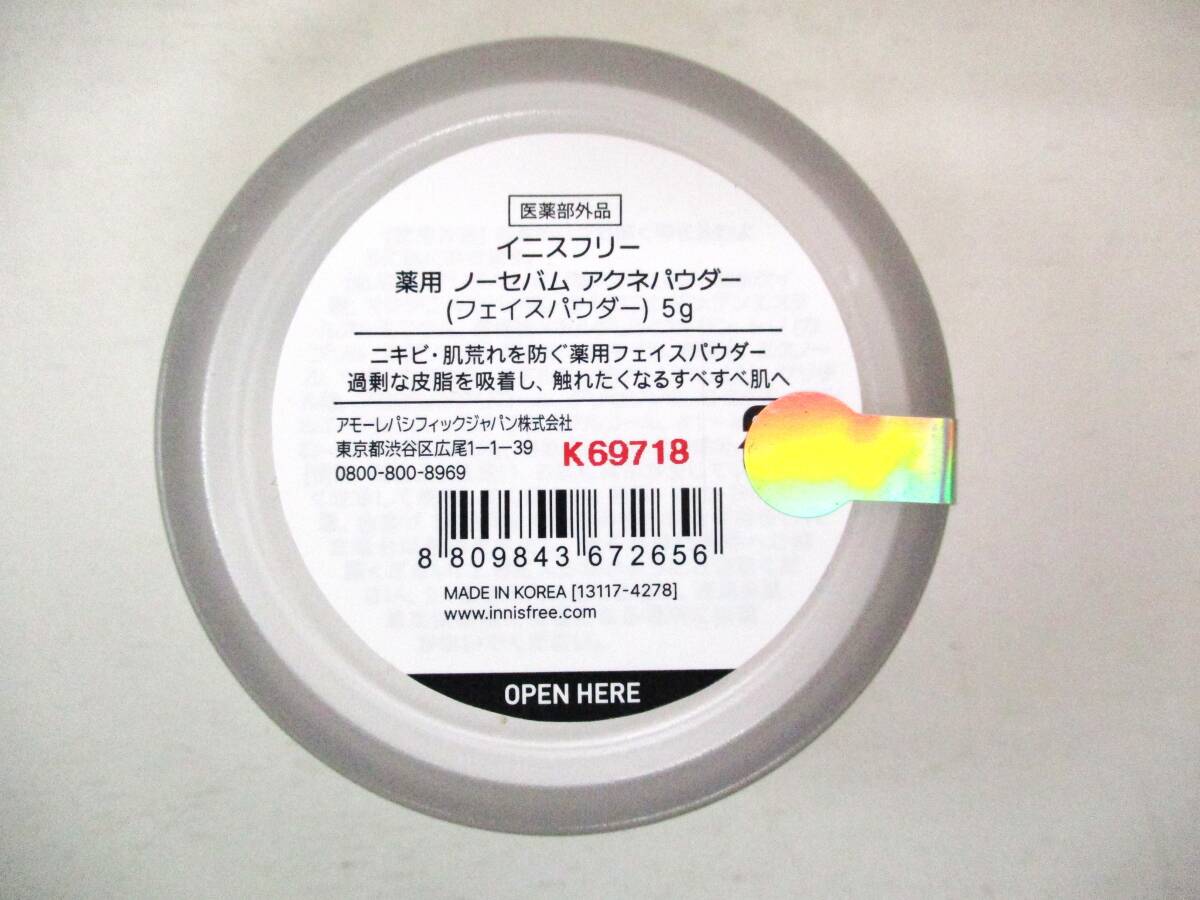 医薬部外品
イニスフリー
薬用 ノーセバム アクネパウダー
(フェイスパウダー) 5g
ニキビ・肌荒れを防ぐ薬用フェイスパウダー
過剰な皮脂を吸着し、触れたくなるすべすべ肌へ
アモーレパシフィックジャパン株式会社
東京都渋谷区広尾1-1-39
0800-800-8969
K69718
8 809843 672656
MADE IN KOREA [13117-4278]
www.innisfree.com
OPEN HERE